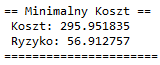 == Minimalny Koszt ==
Koszt: 295.951835
Ryzyko: 56.912757
======================